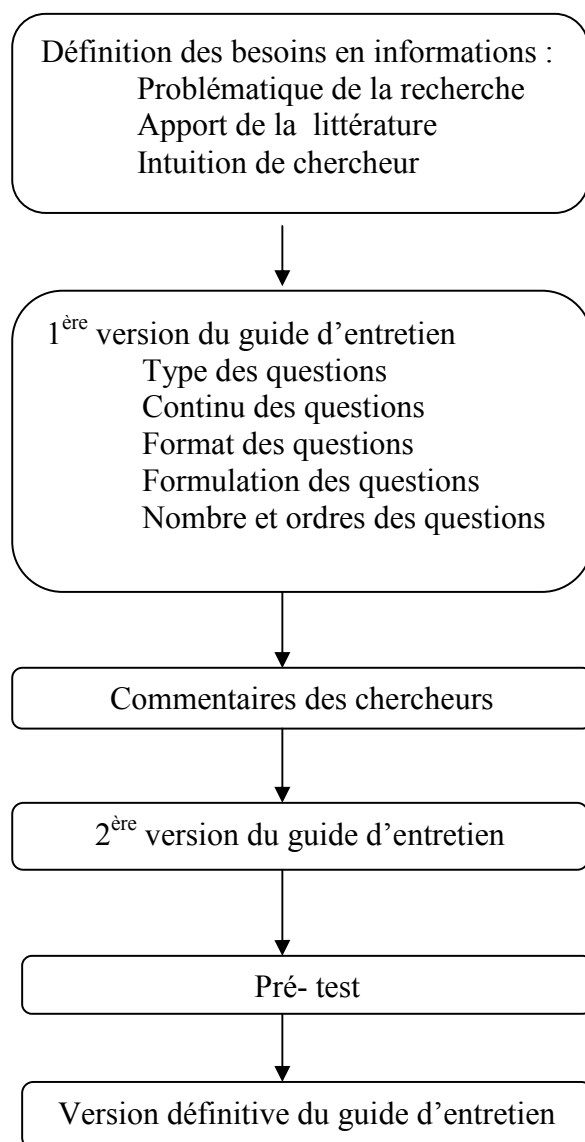 Définition des besoins en informations :
Problématique de la recherche
Apport de la littérature
Intuition de chercheur
1ère version du guide d’entretien
Type des questions
Continu des questions
Format des questions
Formulation des questions
Nombre et ordres des questions
Commentaires des chercheurs
2ère version du guide d’entretien
Pré- test
Version définitive du guide d’entretien